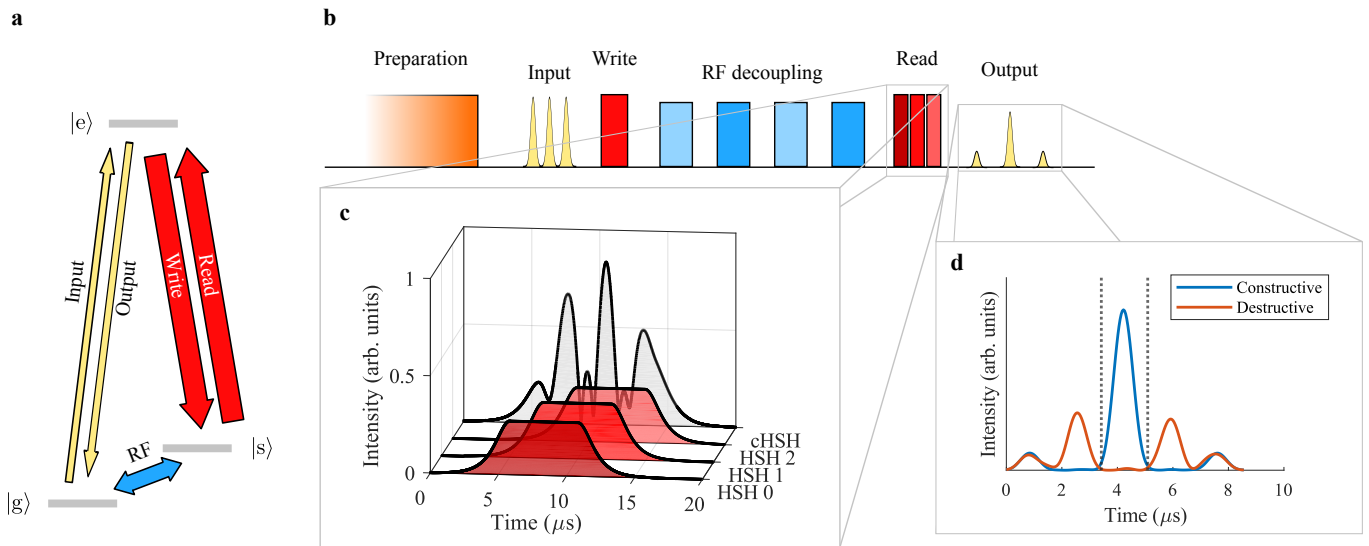 a
|e⟩
Input
Output
Write
Read
RF
|s⟩
|g⟩
b
Preparation
Input
Write
RF decoupling
Read
Output
c
Intensity (arb. units)
1
0.5
0
0
5
10
15
20
Time (μs)
cHSH
HSH 2
HSH 1
HSH 0
d
Intensity (arb. units)
Constructive
Destructive
0
2
4
6
8
10
Time (μs)